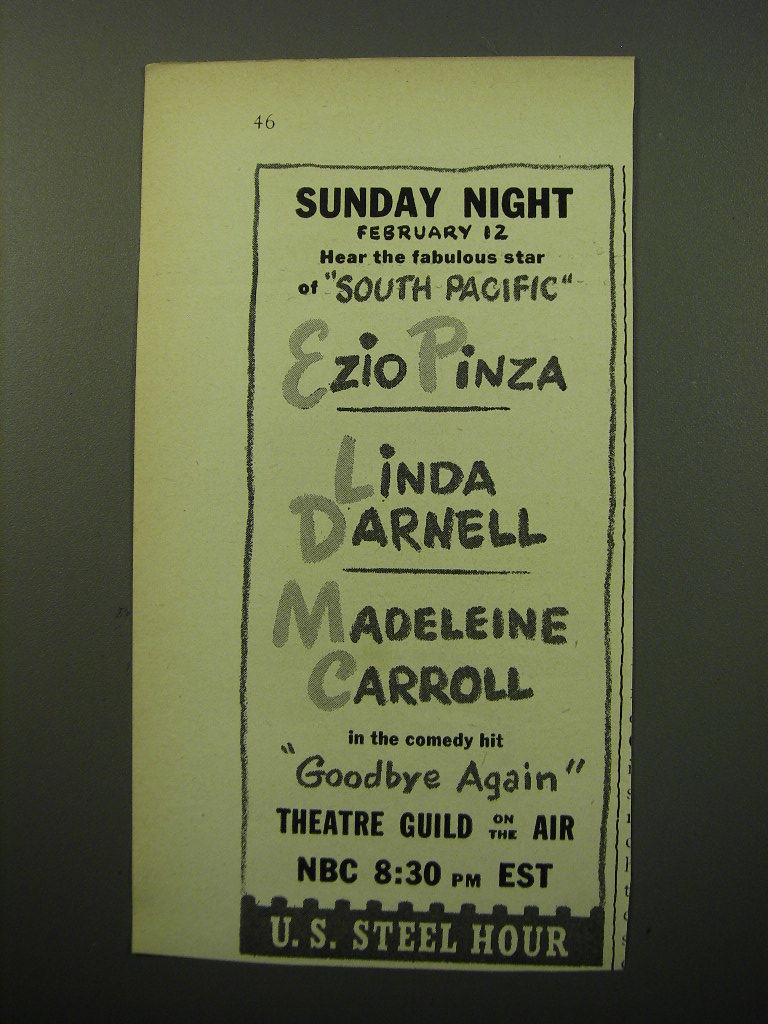 46
SUNDAY NIGHT
FEBRUARY 12
Hear the fabulous star
of "SOUTH PACIFIC"
EZIO PINZA
LINDA
DARNELL
MADELEINE
CARROLL
in the comedy hit
"Goodbye Again"
THEATRE GUILD ON THE AIR
NBC 8:30 PM EST
U. S. STEEL HOUR